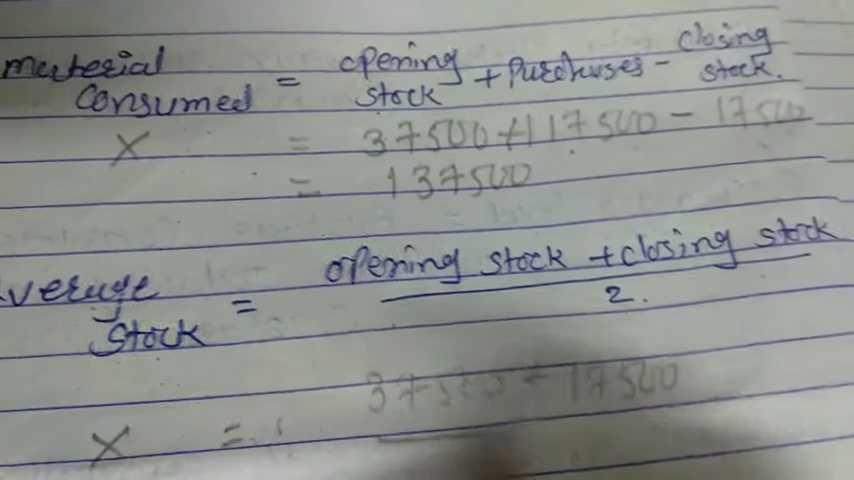 material opening closing
Consumed = stock + Purchases - stock.
X = 37500 + 117500 - 17500
= 137500
Average opening stock + closing stock
Stock = 2.
37500 + 17500
X =